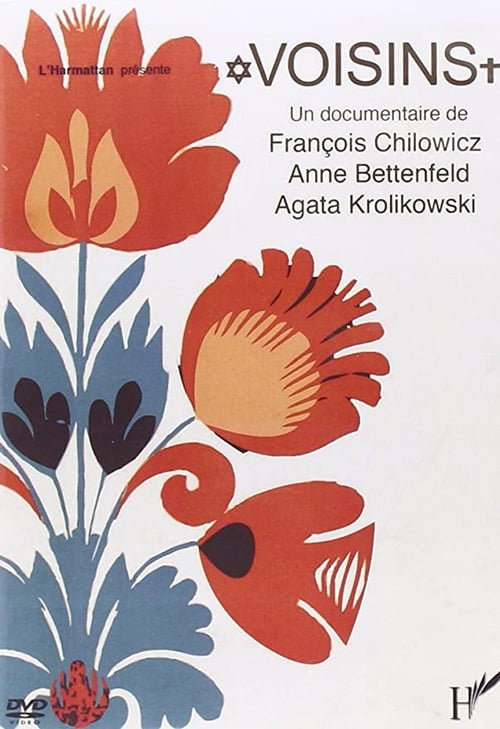 L'Harmattan présente
✡VOISINS✝
Un documentaire de
François Chilowicz
Anne Bettenfeld
Agata Krolikowski
DVD
VIDEO
H